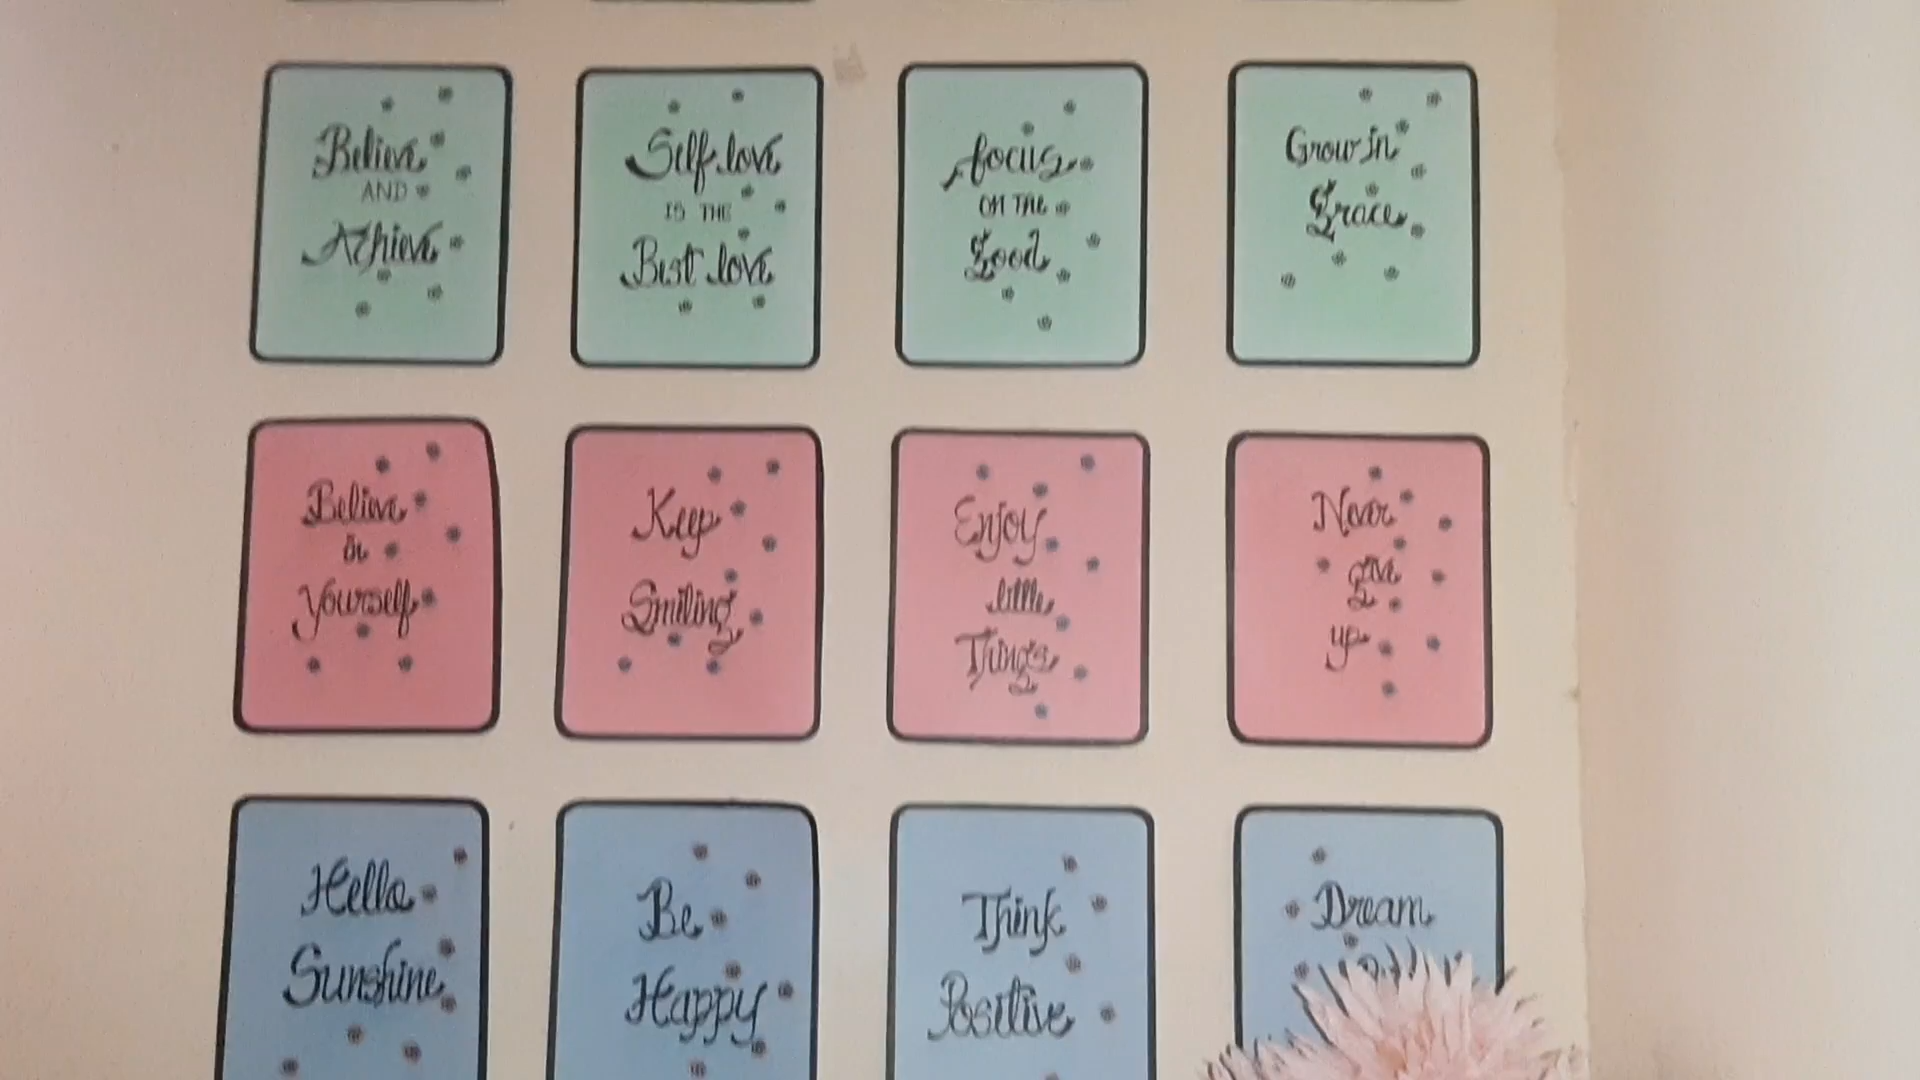 Believe
AND
Achieve
Self love
IS THE
Best love
focus
ON THE
Good
Grow In
Grace
Believe
in
Yourself
Keep
Smiling
Enjoy
little
Things
Never
give
up
Hello
Sunshine
Be
Happy
Think
Positive
Dream